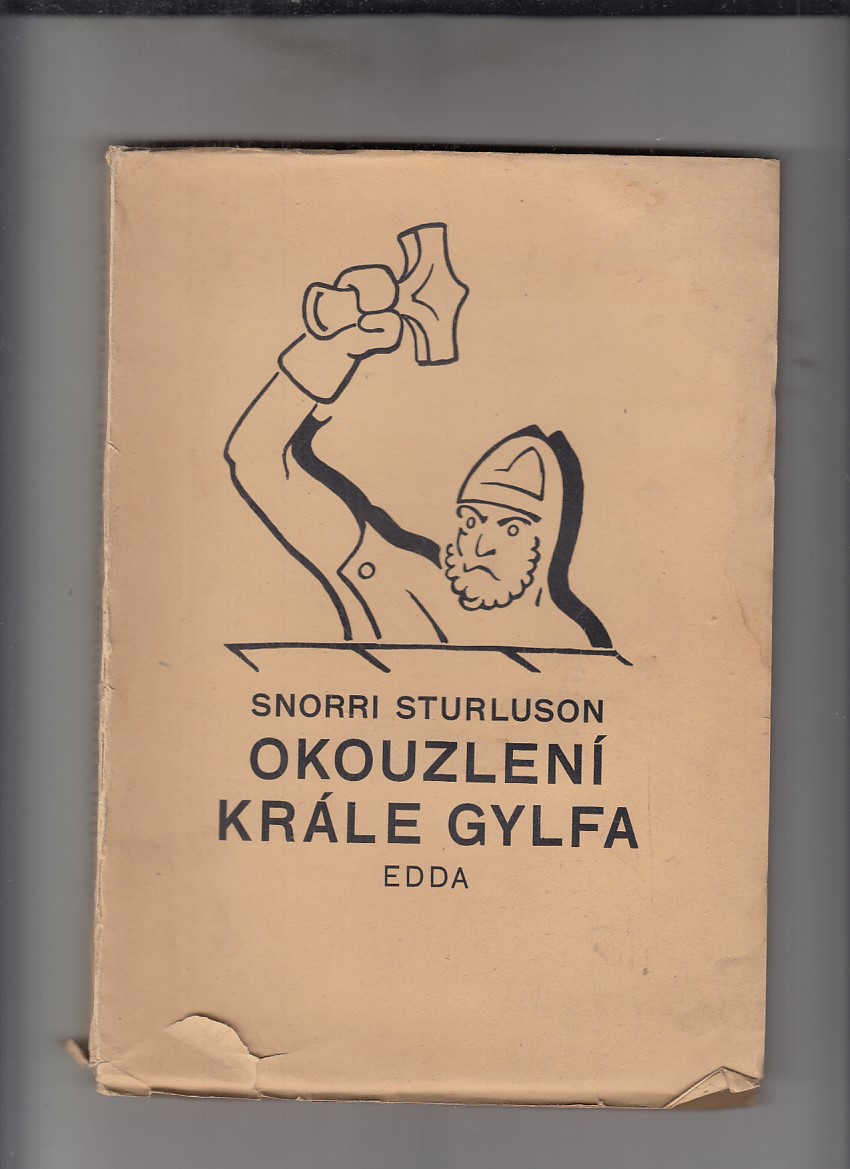 SNORRI STURLUSON
OKOUZLENÍ
KRÁLE GYLFA
EDDA